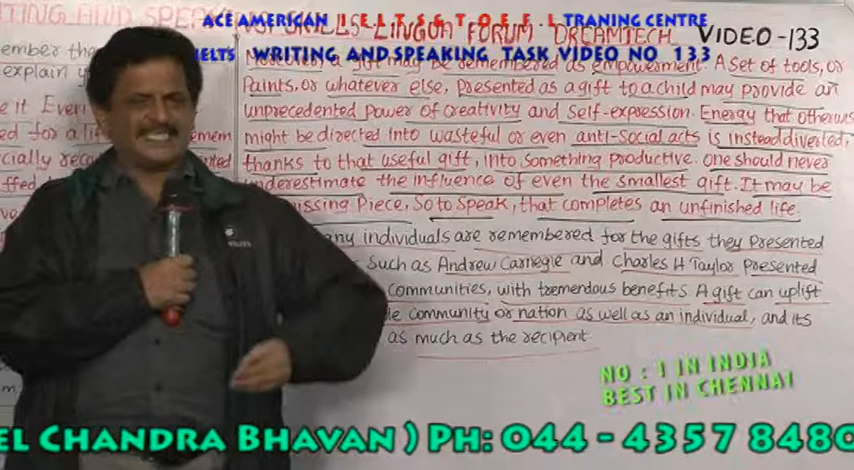 ACE AMERICAN I E L T S & T O E F L TRANING CENTRE
LINGUA FORUM DREAMTECH VIDEO-133
IELTS WRITING AND SPEAKING TASK VIDEO NO 133
a gift may be remembered as empowerment. A set of tools, or
Paints, or whatever else, presented as a gift to a child may provide an
unprecedented power of creativity and self-expression. Energy that otherwise
might be directed into wasteful or even anti-social acts is instead diverted,
thanks to that useful gift, into something productive. One should never
underestimate the influence of even the smallest gift. It may be
missing Piece, so to speak, that completes an unfinished life.
any individuals are remembered for the gifts they presented
such as Andrew Carnegie and Charles H Taylor presented
communities, with tremendous benefits. A gift can uplift
community or nation as well as an individual, and its
as much as the recipient
NO : 1 IN INDIA
BEST IN CHENNAI
EL CHANDRA BHAVAN ) PH: 044 - 4357 8480